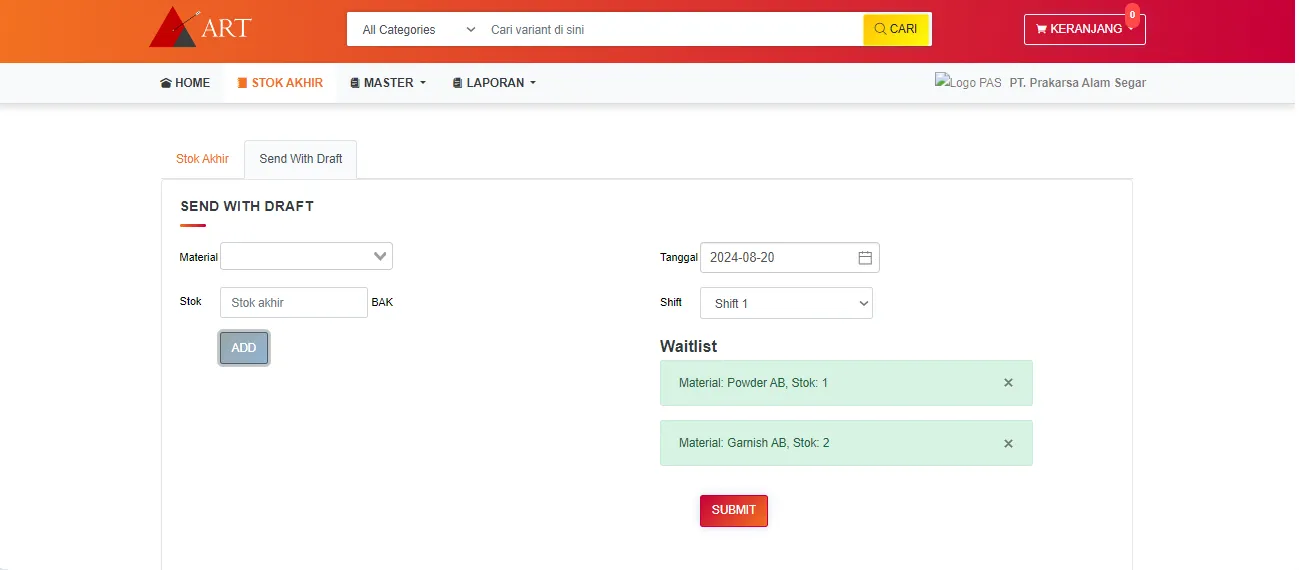 ART
All Categories
Cari variant di sini
CARI
KERANJANG
0
HOME
STOK AKHIR
MASTER
LAPORAN
Logo PAS
PT. Prakarsa Alam Segar
Stok Akhir
Send With Draft
SEND WITH DRAFT
Material
Stok
Stok akhir
BAK
ADD
Tanggal
2024-08-20
Shift
Shift 1
Waitlist
Material: Powder AB, Stok: 1
×
Material: Garnish AB, Stok: 2
×
SUBMIT